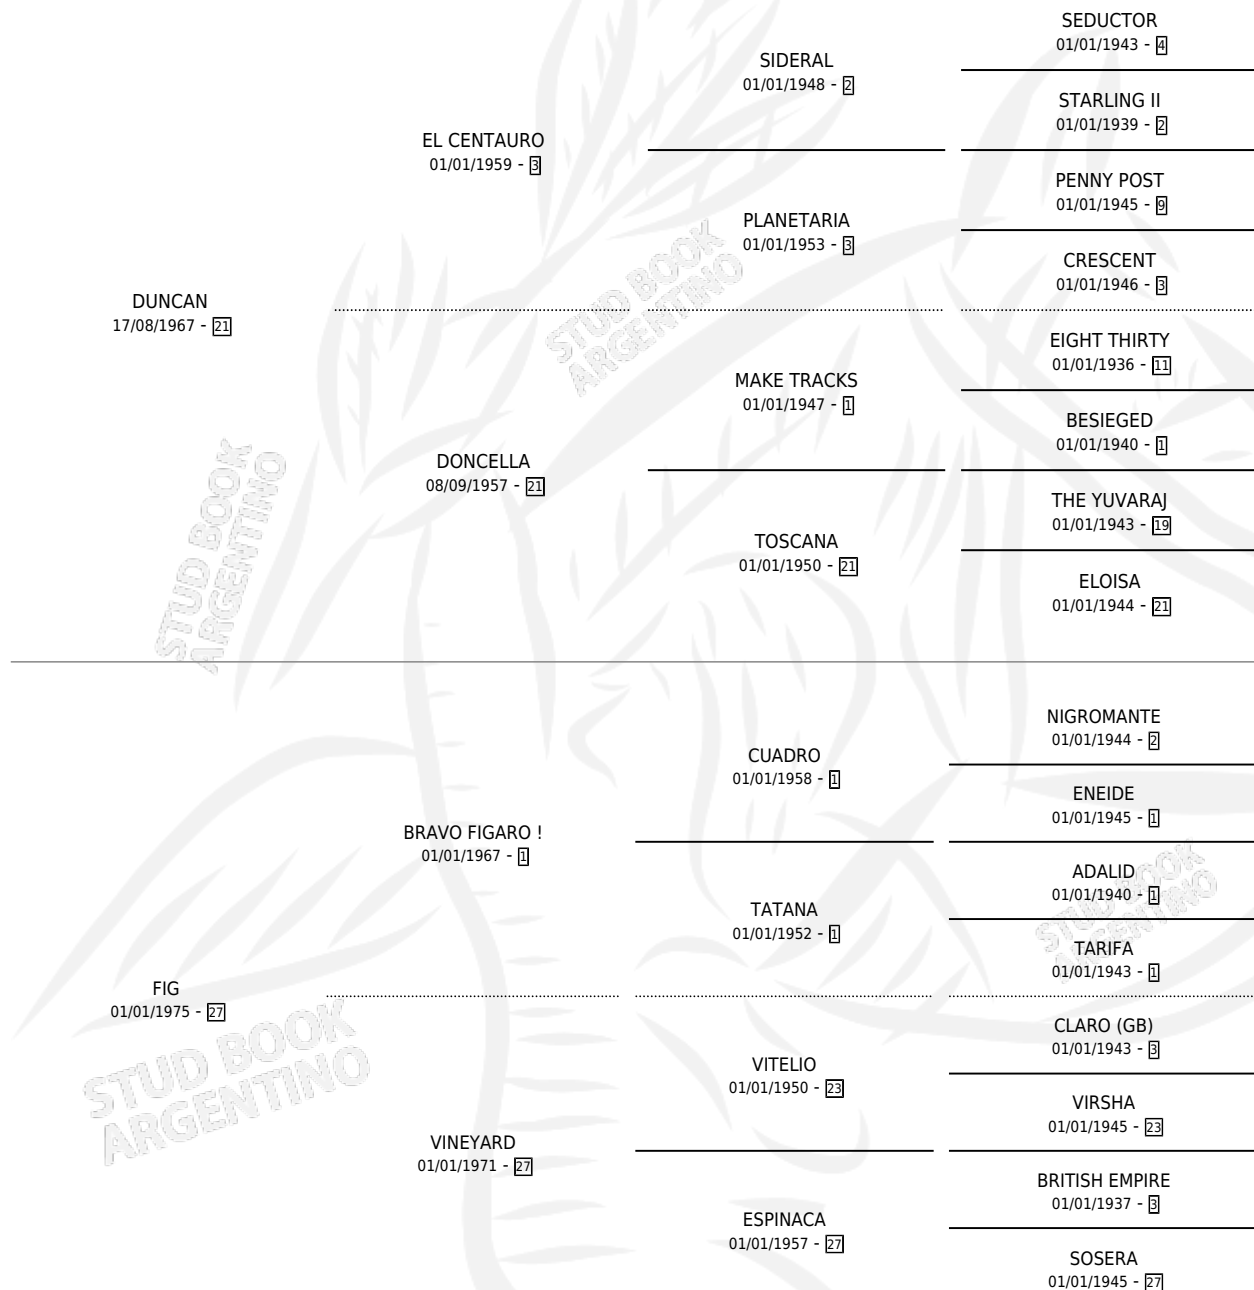 SEDUCTOR
01/01/1943 - 4
SIDERAL
01/01/1948 - 2
STARLING II
01/01/1939 - 2
EL CENTAURO
01/01/1959 - 3
PENNY POST
01/01/1945 - 9
PLANETARIA
01/01/1953 - 3
CRESCENT
01/01/1946 - 3
DUNCAN
17/08/1967 - 21
EIGHT THIRTY
01/01/1936 - 11
MAKE TRACKS
01/01/1947 - 1
BESIEGED
01/01/1940 - 1
DONCELLA
08/09/1957 - 21
THE YUVARAJ
01/01/1943 - 19
TOSCANA
01/01/1950 - 21
ELOISA
01/01/1944 - 21
NIGROMANTE
01/01/1944 - 2
CUADRO
01/01/1958 - 1
ENEIDE
01/01/1945 - 1
BRAVO FIGARO !
01/01/1967 - 1
ADALID
01/01/1940 - 1
TATANA
01/01/1952 - 1
TARIFA
01/01/1943 - 1
FIG
01/01/1975 - 27
CLARO (GB)
01/01/1943 - 3
VITELIO
01/01/1950 - 23
VIRSHA
01/01/1945 - 23
VINEYARD
01/01/1971 - 27
BRITISH EMPIRE
01/01/1937 - 3
ESPINACA
01/01/1957 - 27
SOSERA
01/01/1945 - 27
STUD BOOK
ARGENTINO
STUD BOOK
ARGENTINO
STUD BOOK
ARGENTINO
STUD BOOK
ARGENTINO